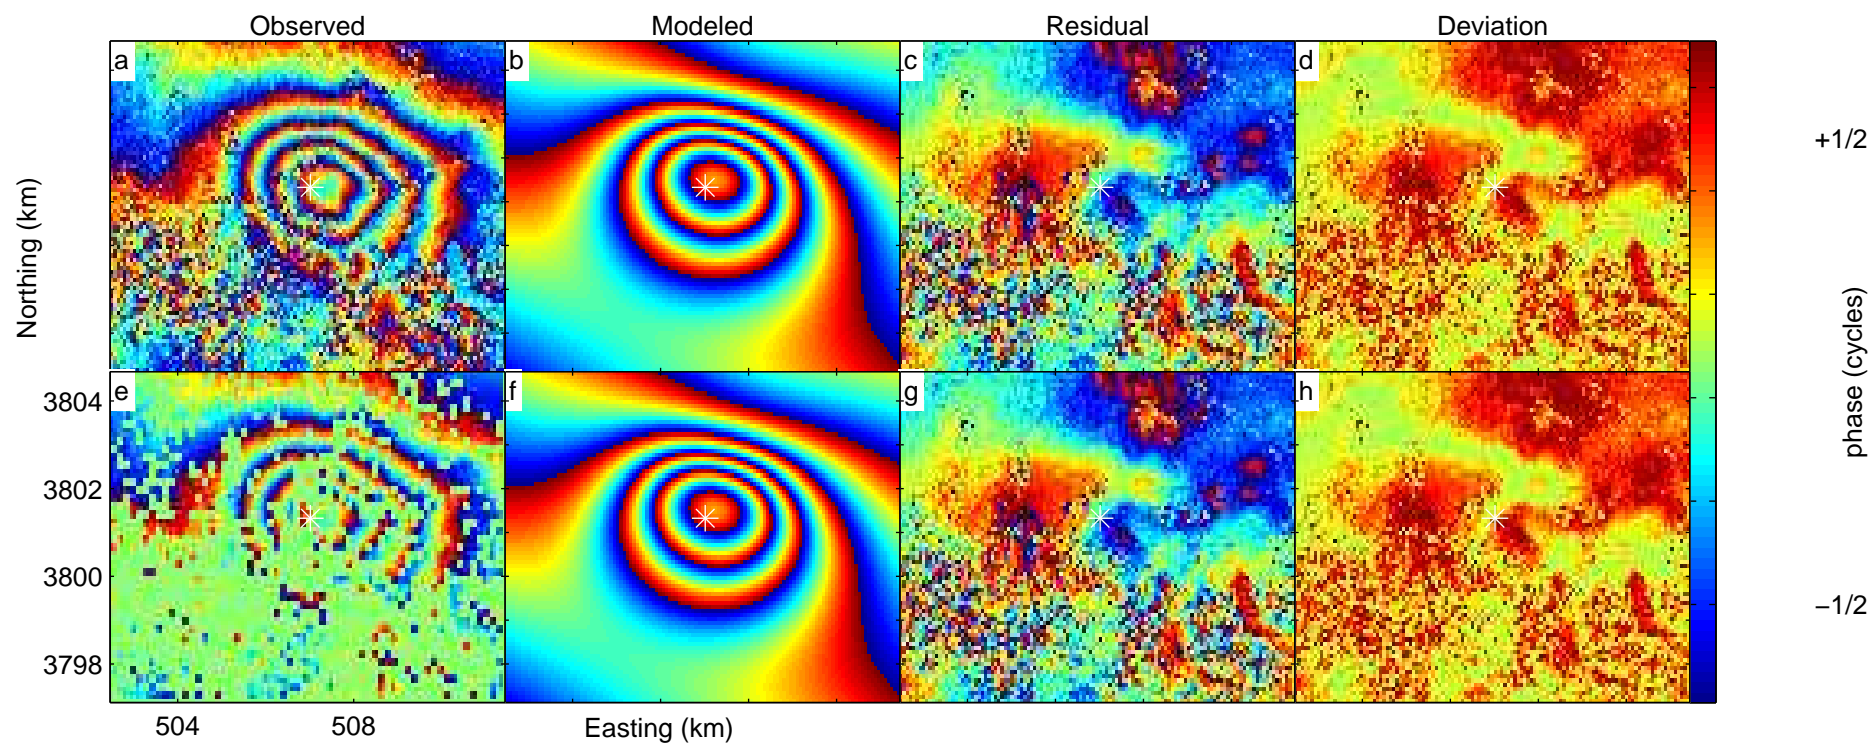 Observed Modeled Residual Deviation
a b c d
+1/2
Northing (km)
phase (cycles)
e f g h
3804
3802
3800
3798
−1/2
504 508 Easting (km)